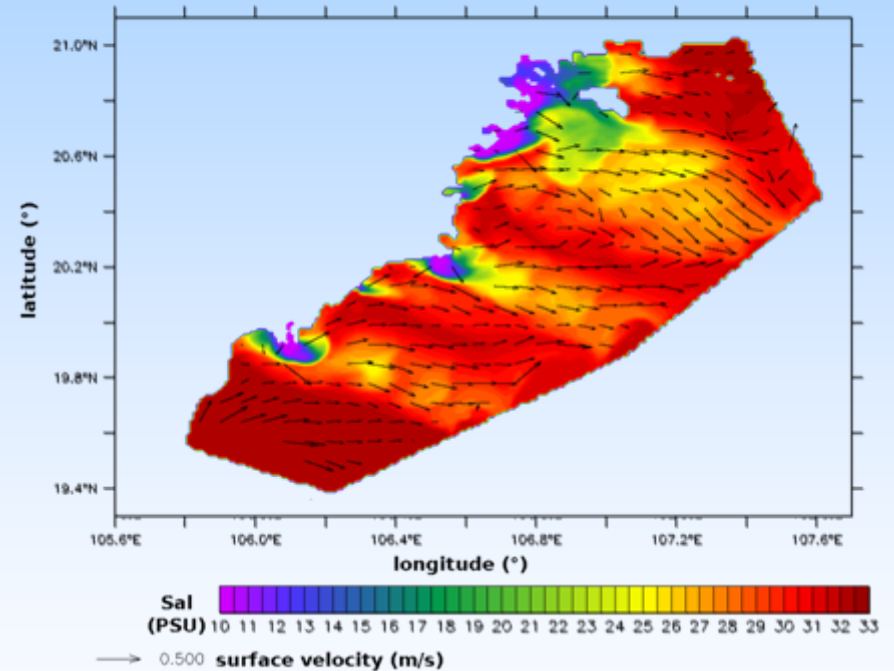 21.0°N
20.6°N
20.2°N
19.8°N
19.4°N
latitude (°)
105.6°E 106.0°E 106.4°E 106.8°E 107.2°E 107.6°E
longitude (°)
Sal
(PSU) 10 11 12 13 14 15 16 17 18 19 20 21 22 23 24 25 26 27 28 29 30 31 32 33
0.500 surface velocity (m/s)